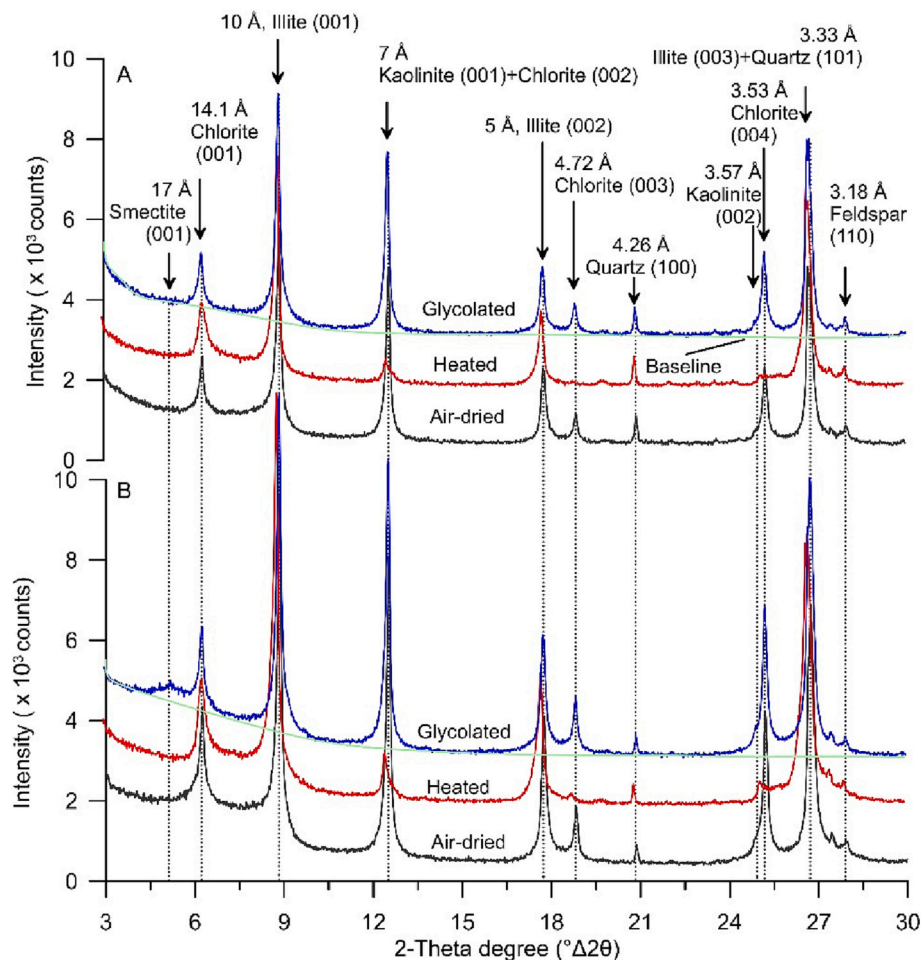 10 Å, Illite (001)
3.33 Å
Illite (003)+Quartz (101)
7 Å
Kaolinite (001)+Chlorite (002)
A
14.1 Å
Chlorite
(001)
3.53 Å
Chlorite
(004)
5 Å, Illite (002)
17 Å
Smectite
(001)
4.72 Å
Chlorite (003)
3.57 Å
Kaolinite
(002)
3.18 Å
Feldspar
(110)
4.26 Å
Quartz (100)
Glycolated
Baseline
Heated
Air-dried
10
8
6
4
2
0
Intensity ( x 10³ counts)
B
Glycolated
Heated
Air-dried
10
8
6
4
2
0
Intensity ( x 10³ counts)
3 6 9 12 15 18 21 24 27 30
2-Theta degree (°Δ2θ)